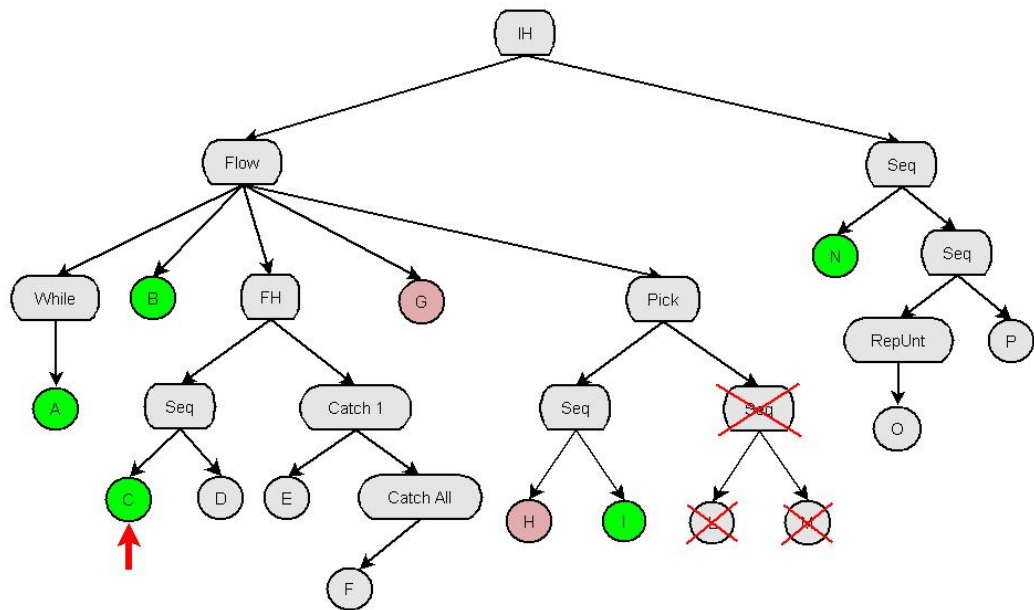 IH
Flow
Seq
While
B
FH
G
Pick
N
Seq
A
Seq
Catch 1
Seq
Seq
RepUnt
P
C
D
E
Catch All
H
I
L
M
O
F